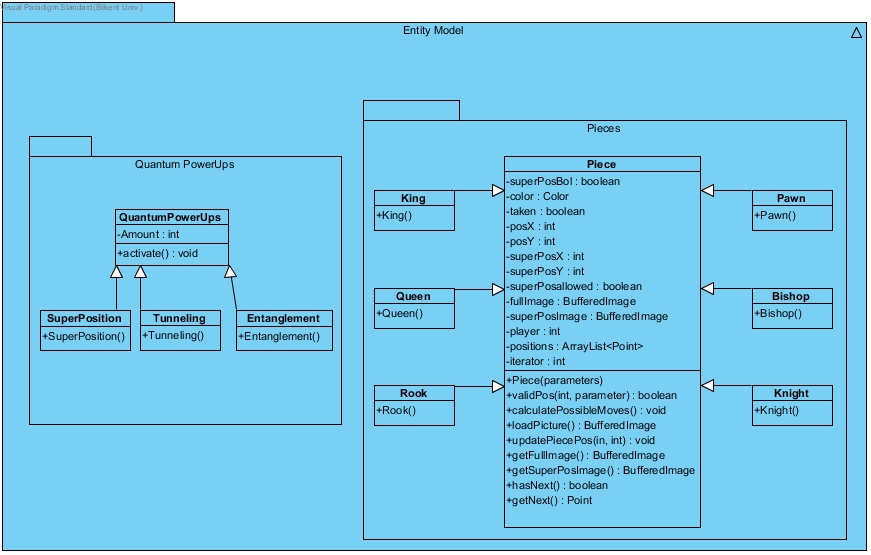 Visual Paradigm Standard(Bilkent Univ.)
Entity Model
Quantum PowerUps
QuantumPowerUps
-Amount : int
+activate() : void
SuperPosition
+SuperPosition()
Tunneling
+Tunneling()
Entanglement
+Entanglement()
Pieces
King
+King()
Queen
+Queen()
Rook
+Rook()
Piece
-superPosBol : boolean
-color : Color
-taken : boolean
-posX : int
-posY : int
-superPosX : int
-superPosY : int
-superPosallowed : boolean
-fullImage : BufferedImage
-superPosImage : BufferedImage
-player : int
-positions : ArrayList<Point>
-iterator : int
+Piece(parameters)
+validPos(int, parameter) : boolean
+calculatePossibleMoves() : void
+loadPicture() : BufferedImage
+updatePiecePos(in, int) : void
+getFullImage() : BufferedImage
+getSuperPosImage() : BufferedImage
+hasNext() : boolean
+getNext() : Point
Pawn
+Pawn()
Bishop
+Bishop()
Knight
+Knight()